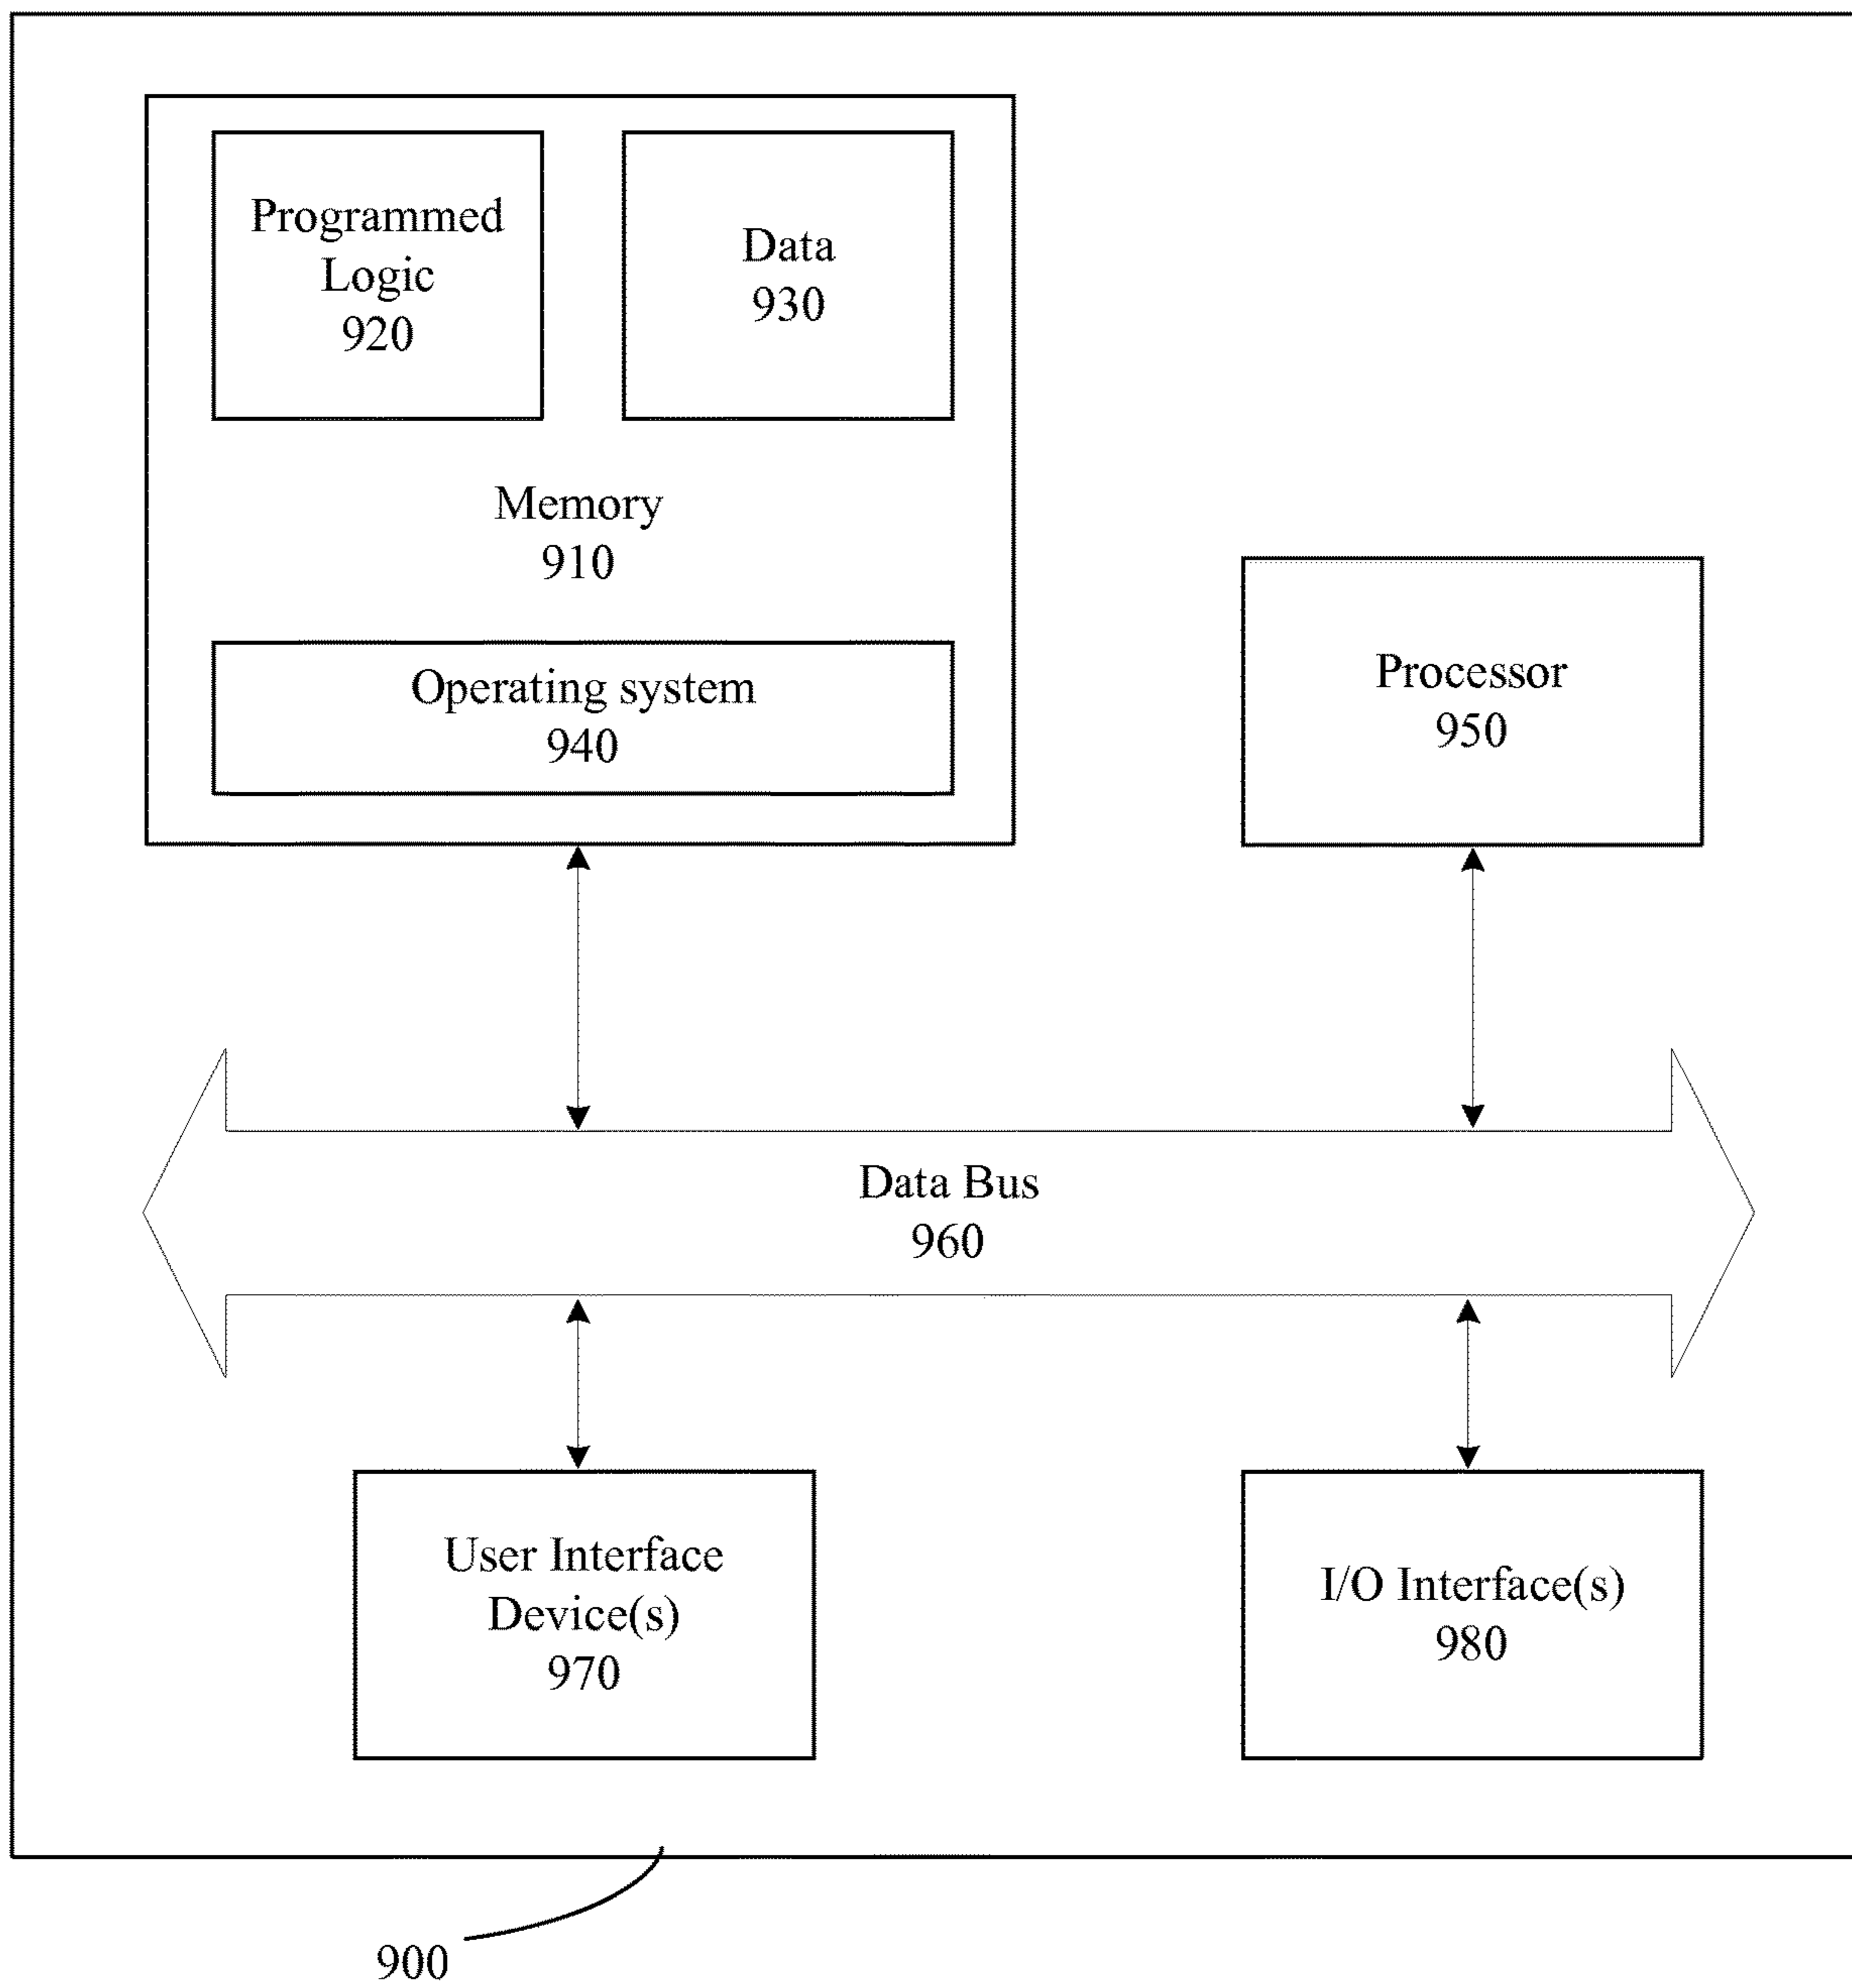 Programmed
Logic
920
Data
930
Memory
910
Operating system
940
Processor
950
Data Bus
960
User Interface
Device(s)
970
I/O Interface(s)
980
900